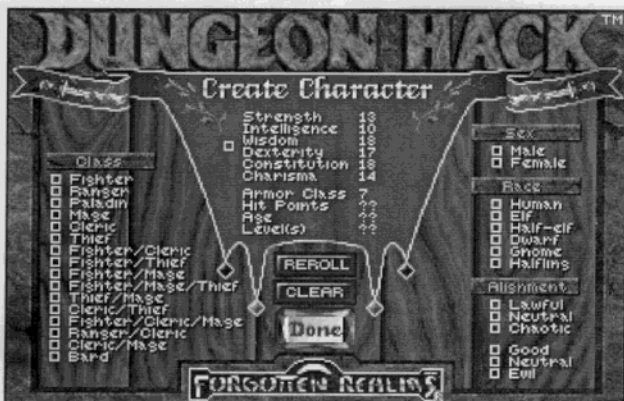 DUNGEON HACK™
Create Character
Strength 13
Intelligence 10
Wisdom 18
Dexterity 17
Constitution 18
Charisma 14
Armor Class 7
Hit Points ??
Age ??
Level(s) ??
Class
Fighter
Ranger
Paladin
Mage
Cleric
Thief
Fighter/Cleric
Fighter/Thief
Fighter/Mage
Fighter/Mage/Thief
Thief/Mage
Cleric/Thief
Fighter/Cleric/Mage
Ranger/Cleric
Cleric/Mage
Bard
REROLL
CLEAR
Done
Sex
Male
Female
Race
Human
Elf
Half-elf
Dwarf
Gnome
Halfling
Alignment
Lawful
Neutral
Chaotic
Good
Neutral
Evil
FORGOTTEN REALMS